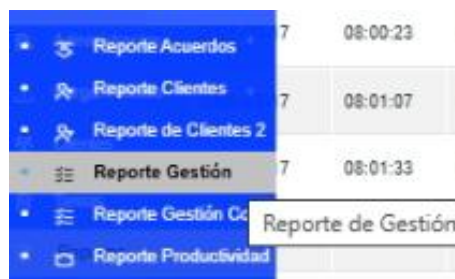 Reporte Acuerdos
7 08:00:23
Reporte Clientes
7 08:01:07
Reporte de Clientes 2
Reporte Gestión
7 08:01:33
Reporte Gestión
Reporte de Gestión
Reporte Productividad